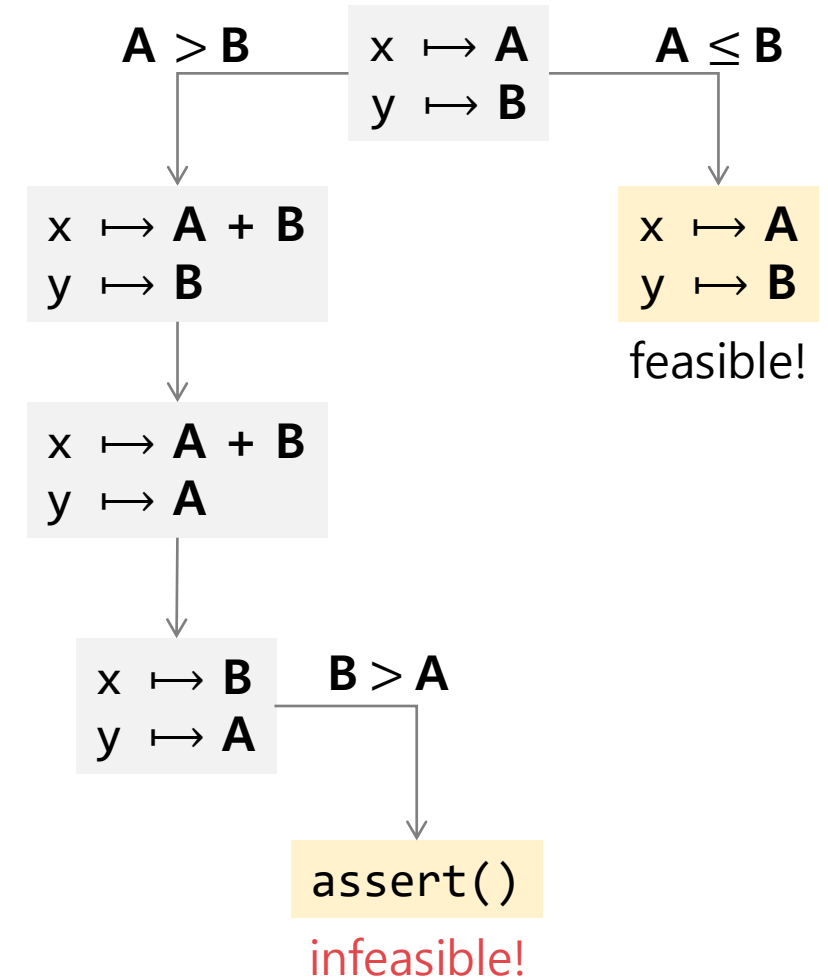 A > B
x ⟼ A
y ⟼ B
A ≤ B
x ⟼ A + B
y ⟼ B
x ⟼ A
y ⟼ B
feasible!
x ⟼ A + B
y ⟼ A
x ⟼ B
y ⟼ A
B > A
assert()
infeasible!